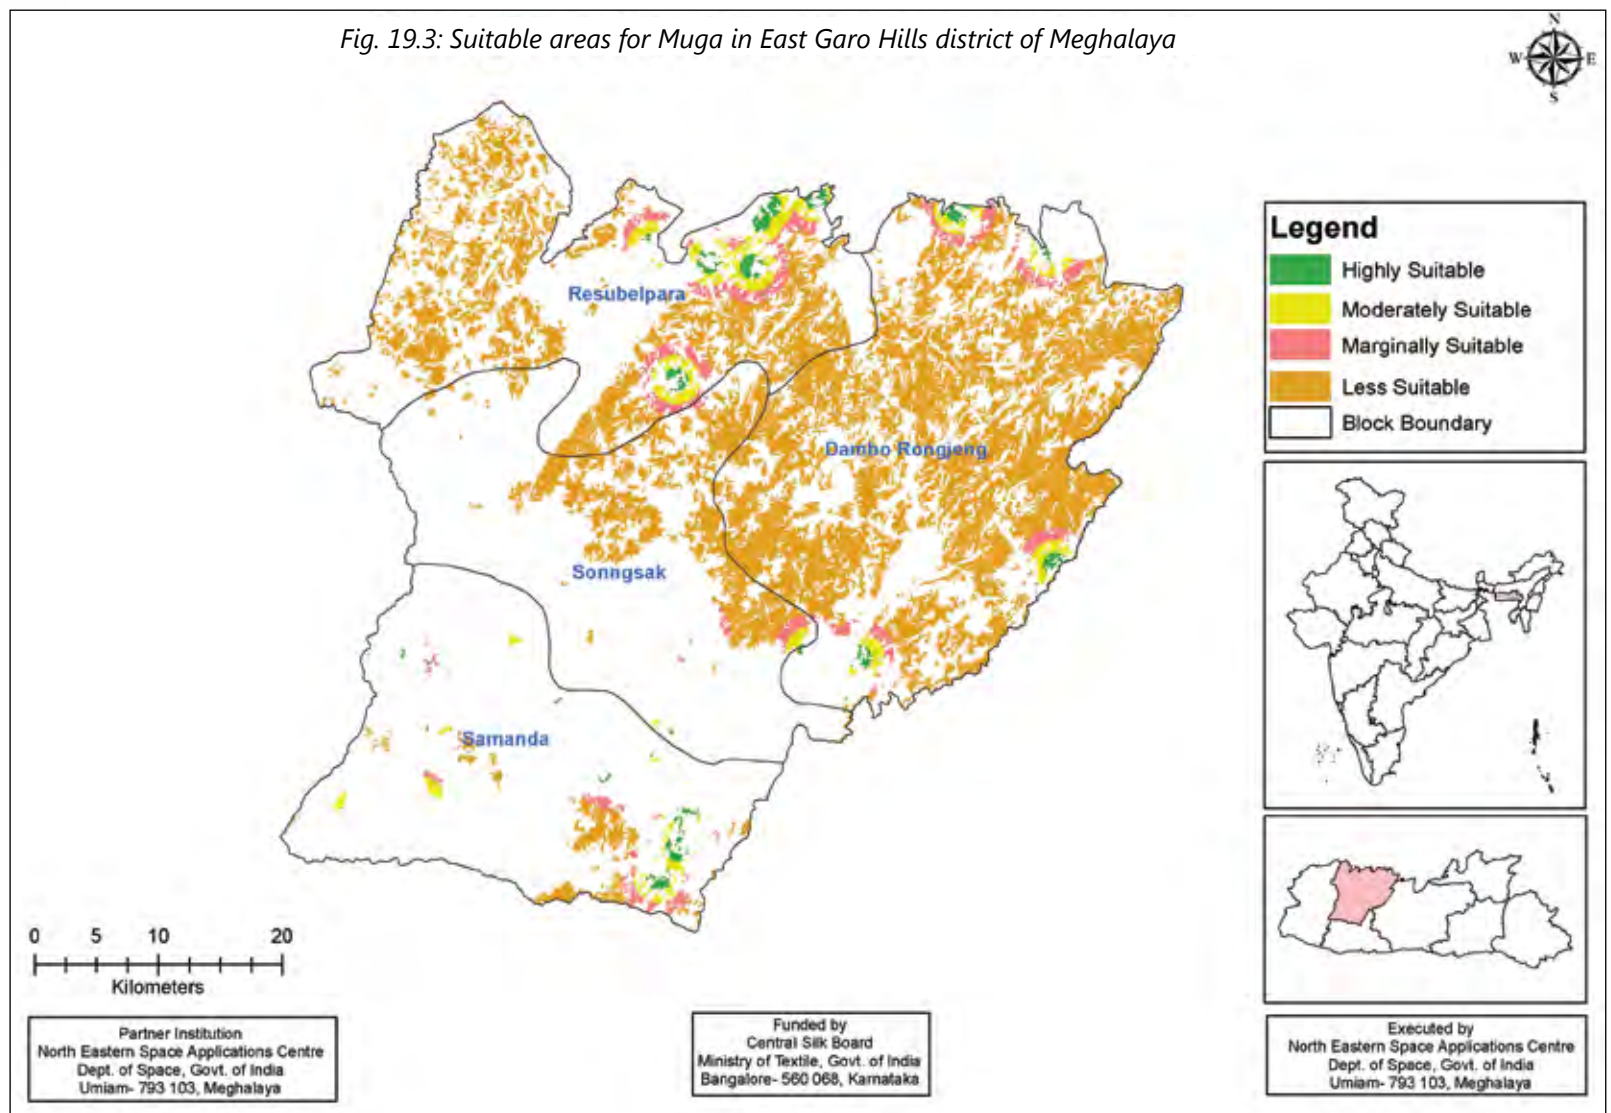 Fig. 19.3: Suitable areas for Muga in East Garo Hills district of Meghalaya
N
W E
S
Legend
Highly Suitable
Moderately Suitable
Marginally Suitable
Less Suitable
Block Boundary
Resubelpara
Dambo Rongjeng
Sonngsak
Samanda
0 5 10 20
Kilometers
Partner Institution
North Eastern Space Applications Centre
Dept. of Space, Govt. of India
Umiam- 793 103, Meghalaya
Funded by
Central Silk Board
Ministry of Textile, Govt. of India
Bangalore- 560 068, Karnataka
Executed by
North Eastern Space Applications Centre
Dept. of Space, Govt. of India
Umiam- 793 103, Meghalaya